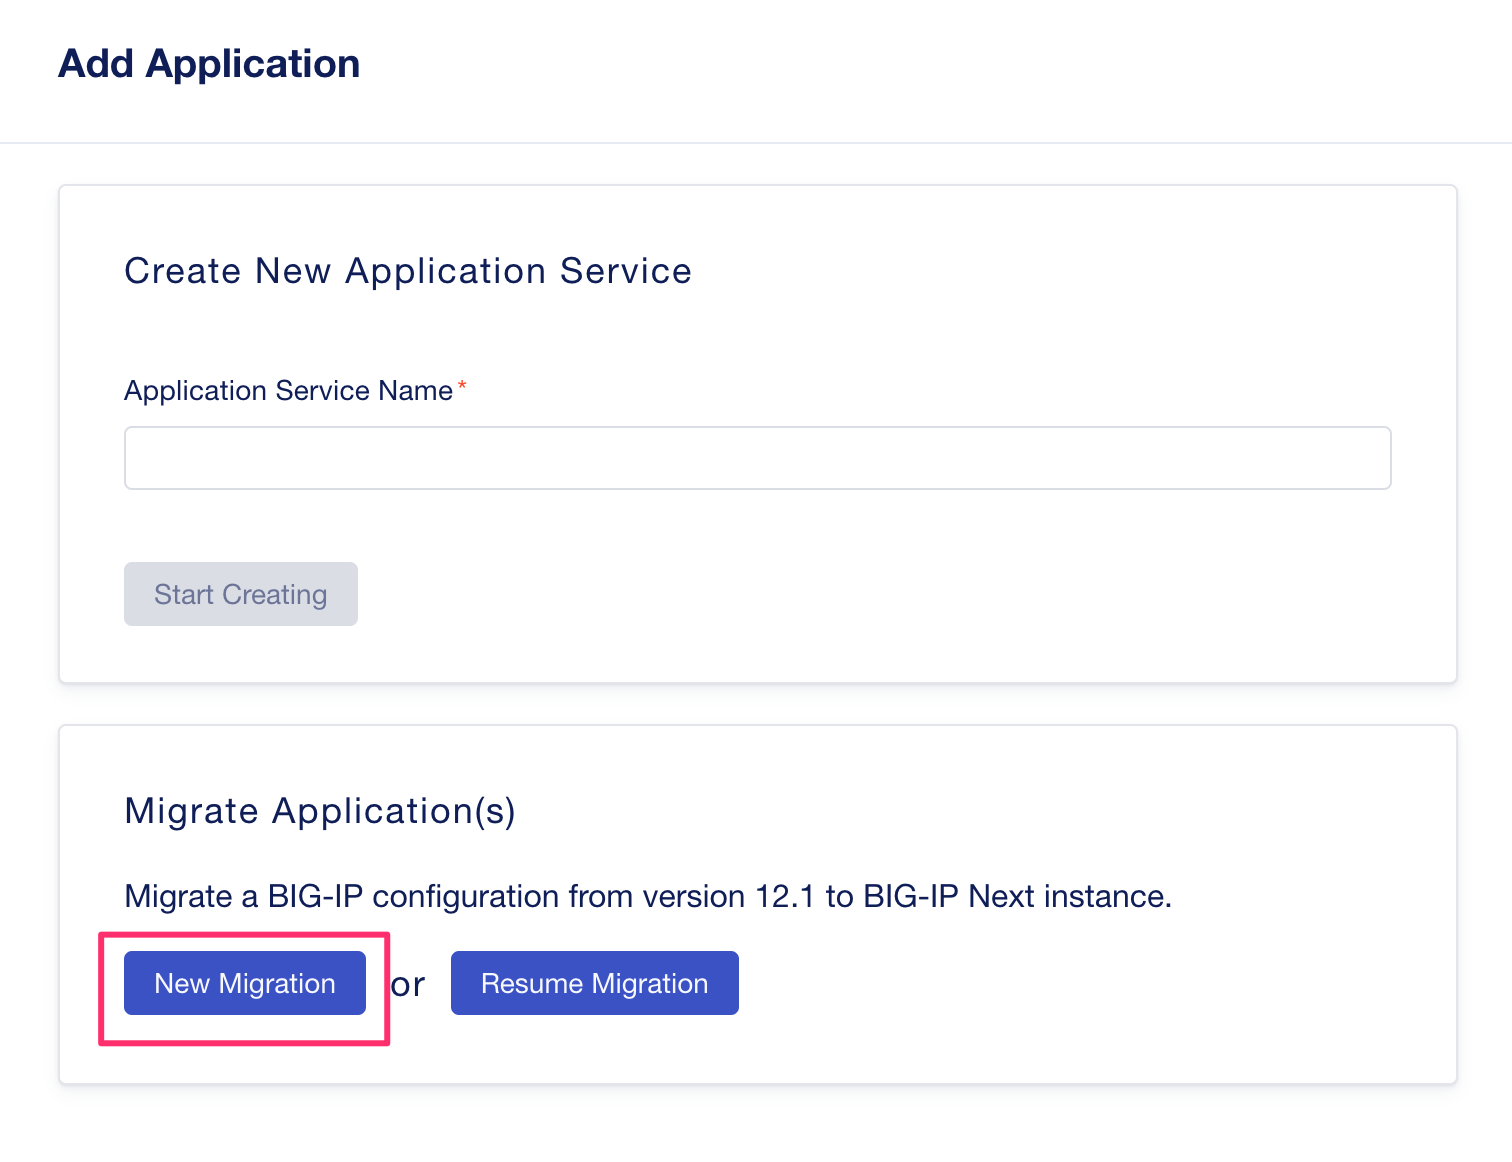 Add Application
Create New Application Service
Application Service Name*
Start Creating
Migrate Application(s)
Migrate a BIG-IP configuration from version 12.1 to BIG-IP Next instance.
New Migration or Resume Migration